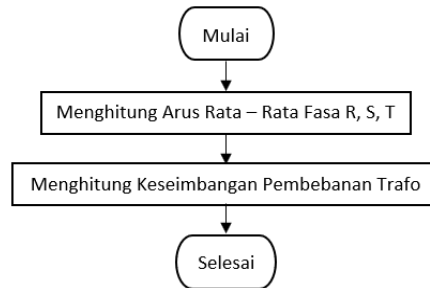 Mulai
Menghitung Arus Rata – Rata Fasa R, S, T
Menghitung Keseimbangan Pembebanan Trafo
Selesai